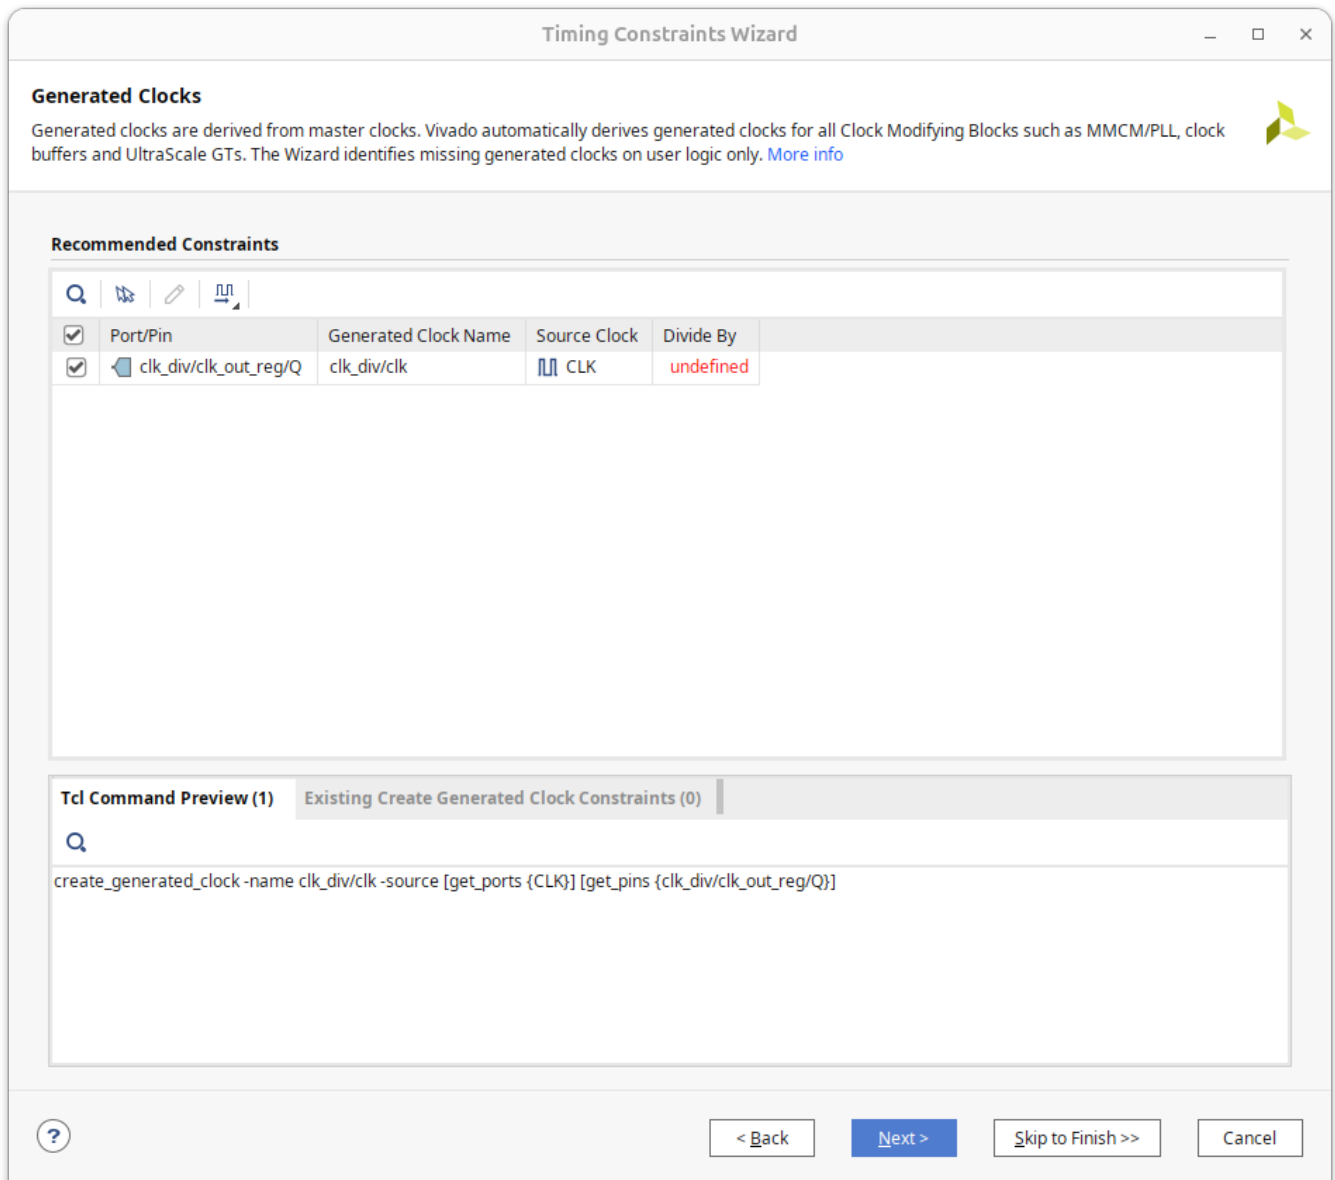 Timing Constraints Wizard
Generated Clocks
Generated clocks are derived from master clocks. Vivado automatically derives generated clocks for all Clock Modifying Blocks such as MMCM/PLL, clock
buffers and UltraScale GTs. The Wizard identifies missing generated clocks on user logic only. More info
Recommended Constraints
Port/Pin Generated Clock Name Source Clock Divide By
clk_div/clk_out_reg/Q clk_div/clk CLK undefined
Tcl Command Preview (1) Existing Create Generated Clock Constraints (0)
create_generated_clock -name clk_div/clk -source [get_ports {CLK}] [get_pins {clk_div/clk_out_reg/Q}]
? < Back Next > Skip to Finish >> Cancel